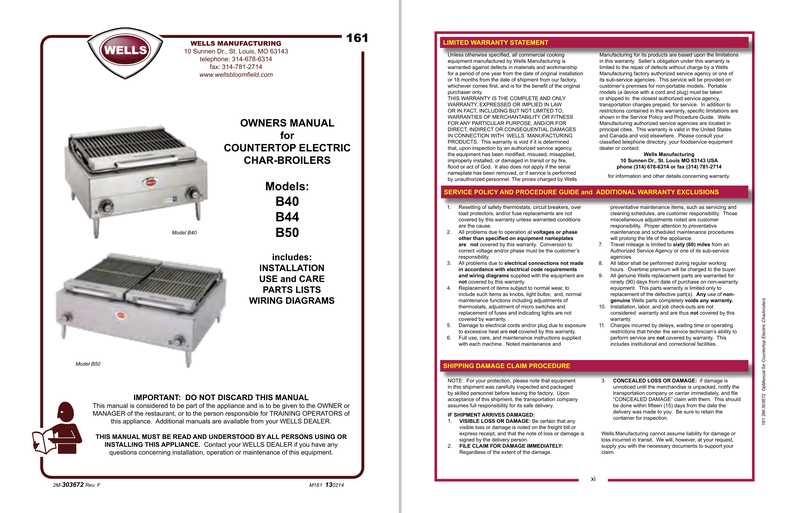 161
WELLS
WELLS MANUFACTURING
10 Sunnen Dr., St. Louis, MO 63143
telephone: 314-678-6314
fax: 314-781-2714
www.wellsbloomfield.com
OWNERS MANUAL
for
COUNTERTOP ELECTRIC
CHAR-BROILERS
Models:
B40
B44
B50
Model B40
includes:
INSTALLATION
USE and CARE
PARTS LISTS
WIRING DIAGRAMS
Model B50
IMPORTANT: DO NOT DISCARD THIS MANUAL
This manual is considered to be part of the appliance and is to be given to the OWNER or
MANAGER of the restaurant, or to the person responsible for TRAINING OPERATORS of
this appliance. Additional manuals are available from your WELLS DEALER.
THIS MANUAL MUST BE READ AND UNDERSTOOD BY ALL PERSONS USING OR
INSTALLING THIS APPLIANCE. Contact your WELLS DEALER if you have any
questions concerning installation, operation or maintenance of this equipment.
2M-303672 Rev. F
M161 130214
LIMITED WARRANTY STATEMENT
Unless otherwise specified, all commercial cooking
equipment manufactured by Wells Manufacturing is
warranted against defects in materials and workmanship
for a period of one year from the date of original installation
or 18 months from the date of shipment from our factory,
whichever comes first, and is for the benefit of the original
purchaser only.
THIS WARRANTY IS THE COMPLETE AND ONLY
WARRANTY, EXPRESSED OR IMPLIED IN LAW
OR IN FACT, INCLUDING BUT NOT LIMITED TO,
WARRANTIES OF MERCHANTABILITY OR FITNESS
FOR ANY PARTICULAR PURPOSE, AND/OR FOR
DIRECT, INDIRECT OR CONSEQUENTIAL DAMAGES
IN CONNECTION WITH WELLS MANUFACTURING
PRODUCTS. This warranty is void if it is determined
that, upon inspection by an authorized service agency,
the equipment has been modified, misused, misapplied,
improperly installed, or damaged in transit or by fire,
flood or act of God. It also does not apply if the serial
nameplate has been removed, or if service is performed
by unauthorized personnel. The prices charged by Wells
Manufacturing for its products are based upon the limitations
in this warranty. Seller's obligation under this warranty is
limited to the repair of defects without charge by a Wells
Manufacturing factory authorized service agency or one of
its sub-service agencies. This service will be provided on
customer's premises for non-portable models. Portable
models (a device with a cord and plug) must be taken
or shipped to the closest authorized service agency,
transportation charges prepaid, for service. In addition to
restrictions contained in this warranty, specific limitations are
shown in the Service Policy and Procedure Guide. Wells
Manufacturing authorized service agencies are located in
principal cities. This warranty is valid in the United States
and Canada and void elsewhere. Please consult your
classified telephone directory, your foodservice equipment
dealer or contact:
Wells Manufacturing
10 Sunnen Dr., St. Louis MO 63143 USA
phone (314) 678-6314 or fax (314) 781-2714
for information and other details concerning warranty.
SERVICE POLICY AND PROCEDURE GUIDE and ADDITIONAL WARRANTY EXCLUSIONS
1. Resetting of safety thermostats, circuit breakers, over
load protectors, and/or fuse replacements are not
covered by this warranty unless warranted conditions
are the cause.
2. All problems due to operation at voltages or phase
other than specified on equipment nameplates
are not covered by this warranty. Conversion to
correct voltage and/or phase must be the customer's
responsibility.
3. All problems due to electrical connections not made
in accordance with electrical code requirements
and wiring diagrams supplied with the equipment are
not covered by this warranty.
4. Replacement of items subject to normal wear, to
include such items as knobs, light bulbs; and, normal
maintenance functions including adjustments of
thermostats, adjustment of micro switches and
replacement of fuses and indicating lights are not
covered by warranty.
5. Damage to electrical cords and/or plug due to exposure
to excessive heat are not covered by this warranty.
6. Full use, care, and maintenance instructions supplied
with each machine. Noted maintenance and
preventative maintenance items, such as servicing and
cleaning schedules, are customer responsibility. Those
miscellaneous adjustments noted are customer
responsibility. Proper attention to preventative
maintenance and scheduled maintenance procedures
will prolong the life of the appliance.
7. Travel mileage is limited to sixty (60) miles from an
Authorized Service Agency or one of its sub-service
agencies.
8. All labor shall be performed during regular working
hours. Overtime premium will be charged to the buyer.
9. All genuine Wells replacement parts are warranted for
ninety (90) days from date of purchase on non-warranty
equipment. This parts warranty is limited only to
replacement of the defective part(s). Any use of non-
genuine Wells parts completely voids any warranty.
10. Installation, labor, and job check-outs are not
considered warranty and are thus not covered by this
warranty.
11. Charges incurred by delays, waiting time or operating
restrictions that hinder the service technician's ability to
perform service are not covered by warranty. This
includes institutional and correctional facilities.
SHIPPING DAMAGE CLAIM PROCEDURE
NOTE: For your protection, please note that equipment
in this shipment was carefully inspected and packaged
by skilled personnel before leaving the factory. Upon
acceptance of this shipment, the transportation company
assumes full responsibility for its safe delivery.
IF SHIPMENT ARRIVES DAMAGED:
1. VISIBLE LOSS OR DAMAGE: Be certain that any
visible loss or damage is noted on the freight bill or
express receipt, and that the note of loss or damage is
signed by the delivery person.
2. FILE CLAIM FOR DAMAGE IMMEDIATELY:
Regardless of the extent of the damage.
3. CONCEALED LOSS OR DAMAGE: if damage is
unnoticed until the merchandise is unpacked, notify the
transportation company or carrier immediately, and file
"CONCEALED DAMAGE" claim with them. This should
be done within fifteen (15) days from the date the
delivery was made to you. Be sure to retain the
container for inspection.
Wells Manufacturing cannot assume liability for damage or
loss incurred in transit. We will, however, at your request,
supply you with the necessary documents to support your
claim.
xi
161 2M-303672 OpManual for Countertop Electric Charbroilers